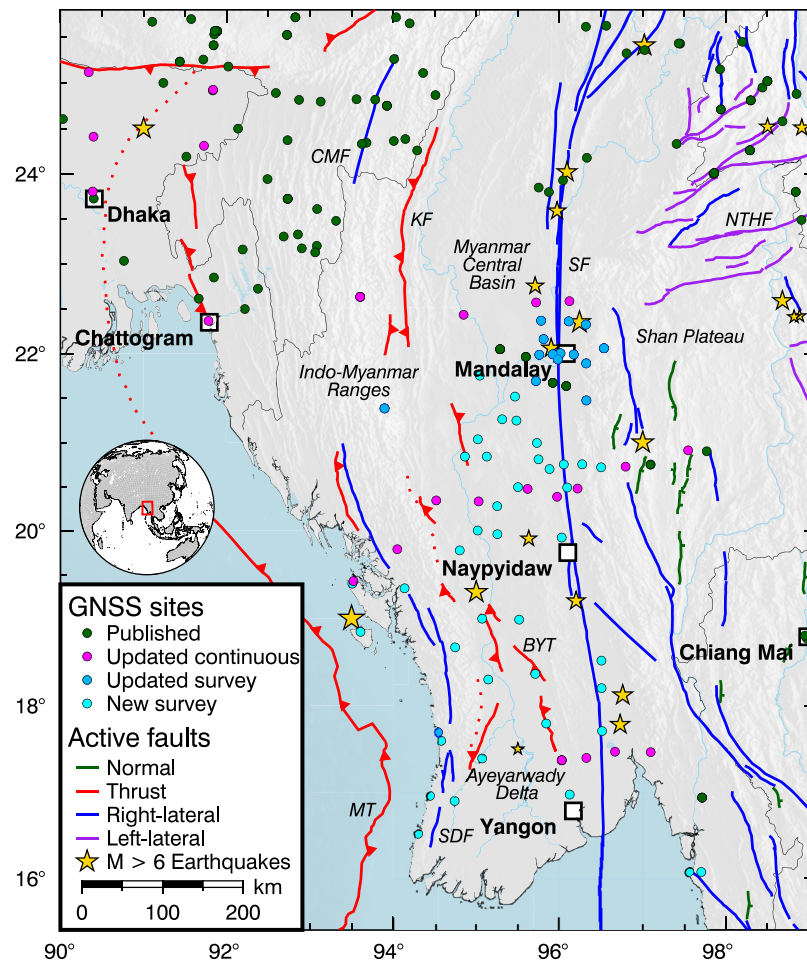 CMF
KF
NTHF
Dhaka
Myanmar
Central
Basin
SF
Chattogram
Shan Plateau
Mandalay
Indo-Myanmar
Ranges
Naypyidaw
BYT
Chiang Mai
Ayeyarwady
Delta
MT
SDF
Yangon
GNSS sites
Published
Updated continuous
Updated survey
New survey
Active faults
Normal
Thrust
Right-lateral
Left-lateral
M > 6 Earthquakes
km
0 100 200
24°
22°
20°
18°
16°
90° 92° 94° 96° 98°